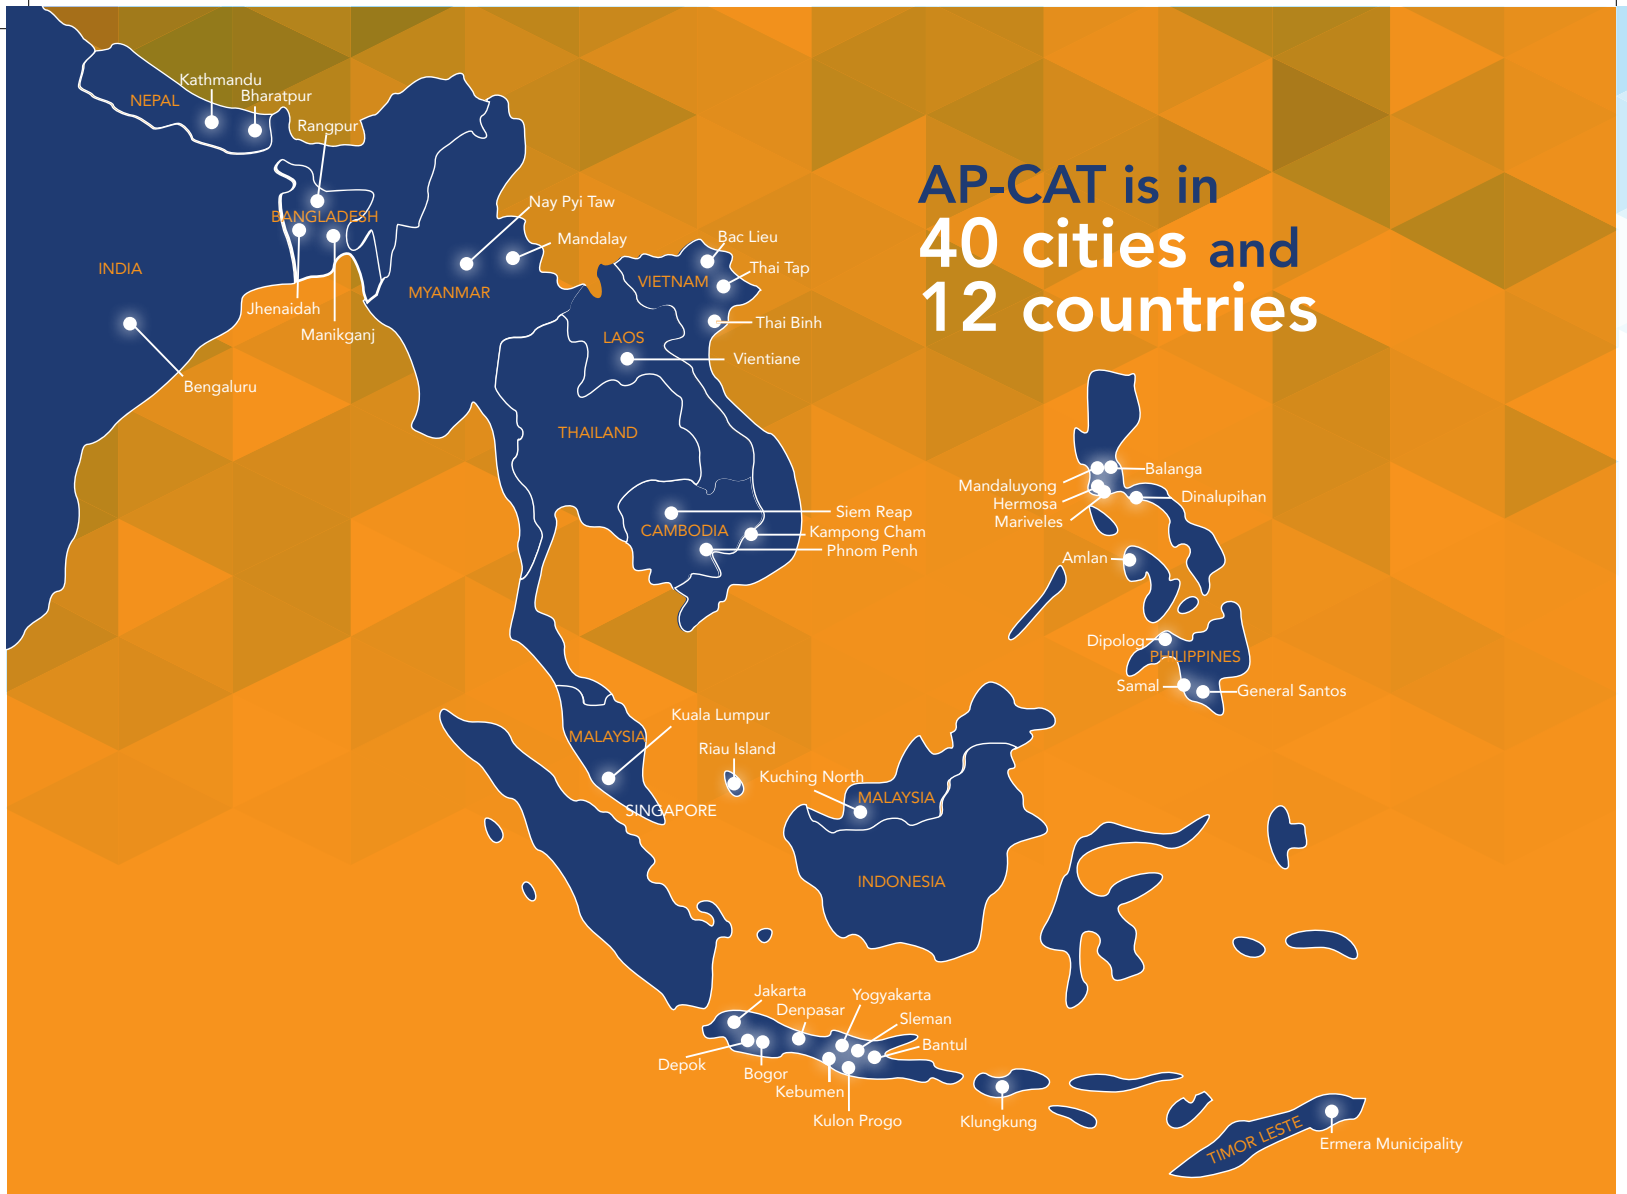 AP-CAT is in
40 cities and
12 countries
Kathmandu
Bharatpur
NEPAL
Rangpur
BANGLADESH
Nay Pyi Taw
Mandalay
Bac Lieu
Thai Tap
VIETNAM
INDIA
MYANMAR
Jhenaidah
Manikganj
Thai Binh
LAOS
Vientiane
Bengaluru
THAILAND
Balanga
Mandaluyong
Dinalupihan
Hermosa
Mariveles
Siem Reap
CAMBODIA
Kampong Cham
Phnom Penh
Amlan
Dipolog
PHILIPPINES
Samal
General Santos
Kuala Lumpur
MALAYSIA
Riau Island
Kuching North
MALAYSIA
SINGAPORE
INDONESIA
Jakarta
Yogyakarta
Denpasar
Sleman
Bantul
Depok
Bogor
Kebumen
Kulon Progo
Klungkung
TIMOR LESTE
Ermera Municipality